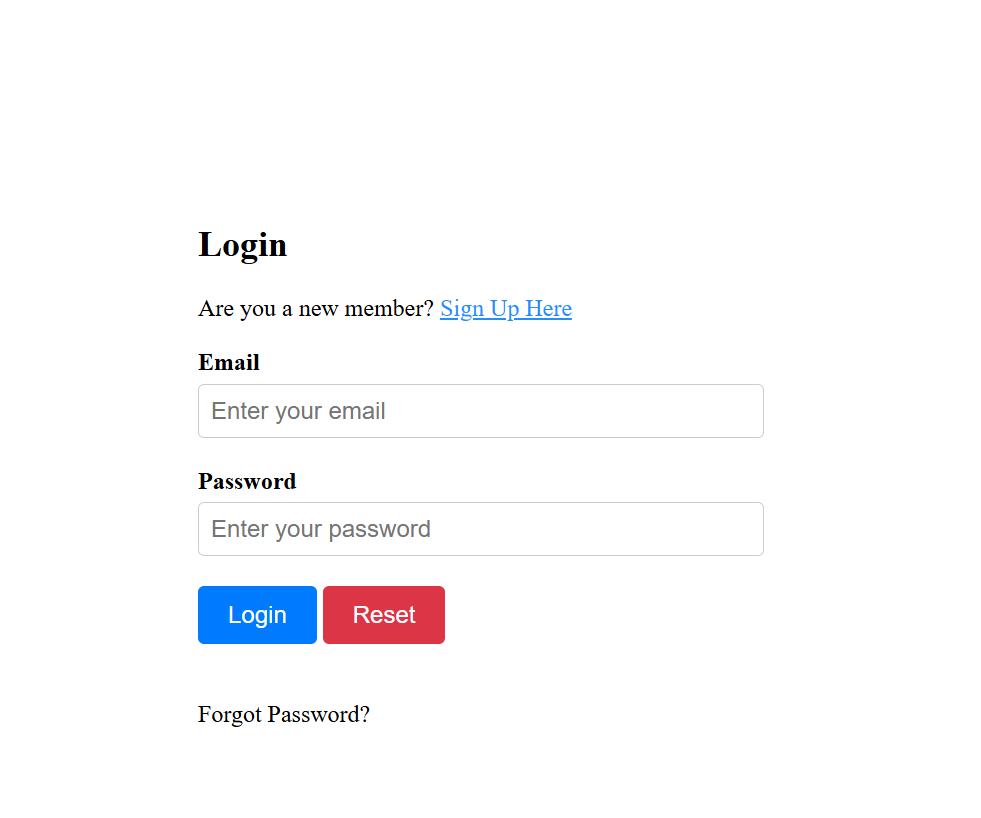 Login
Are you a new member? Sign Up Here
Email
Enter your email
Password
Enter your password
Login Reset
Forgot Password?